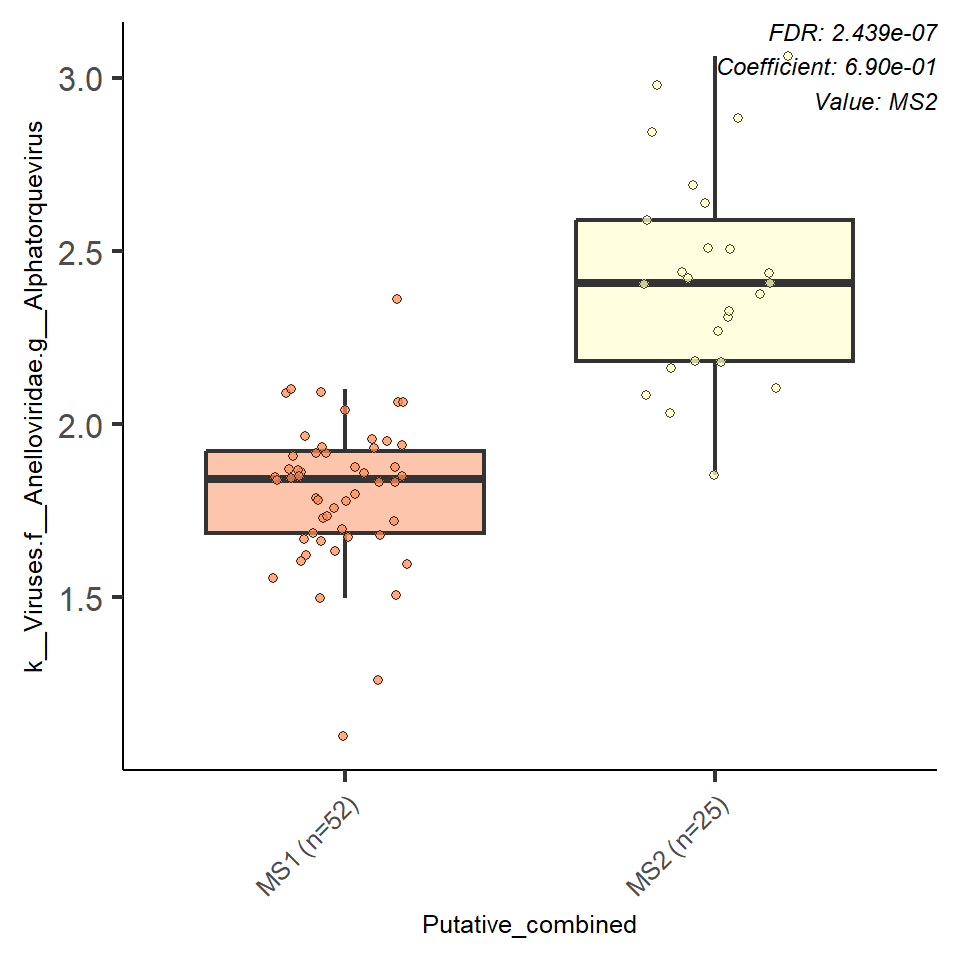 FDR: 2.439e-07
Coefficient: 6.90e-01
Value: MS2
k__Viruses.f__Anelloviridae.g__Alphatorquevirus
3.0
2.5
2.0
1.5
MS1 (n=52)
MS2 (n=25)
Putative_combined